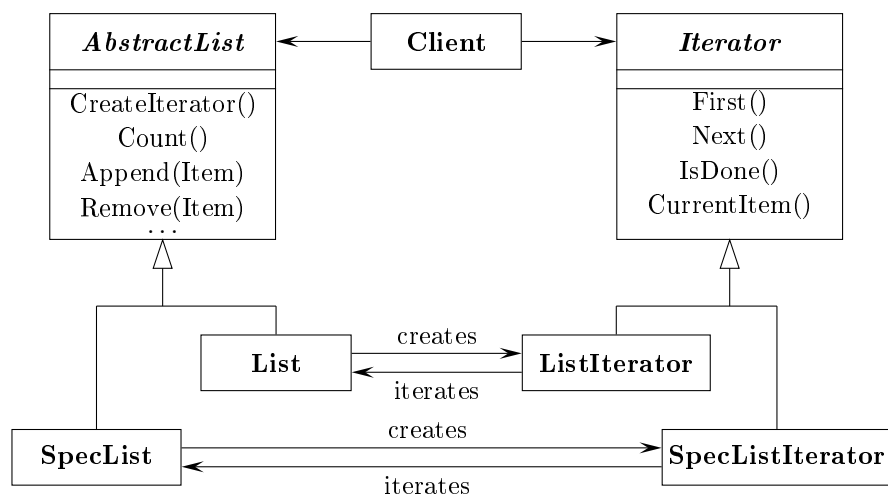 AbstractList
Client
Iterator
CreateIterator()
Count()
Append(Item)
Remove(Item)
...
First()
Next()
IsDone()
CurrentItem()
creates
List
ListIterator
iterates
creates
SpecList
SpecListIterator
iterates